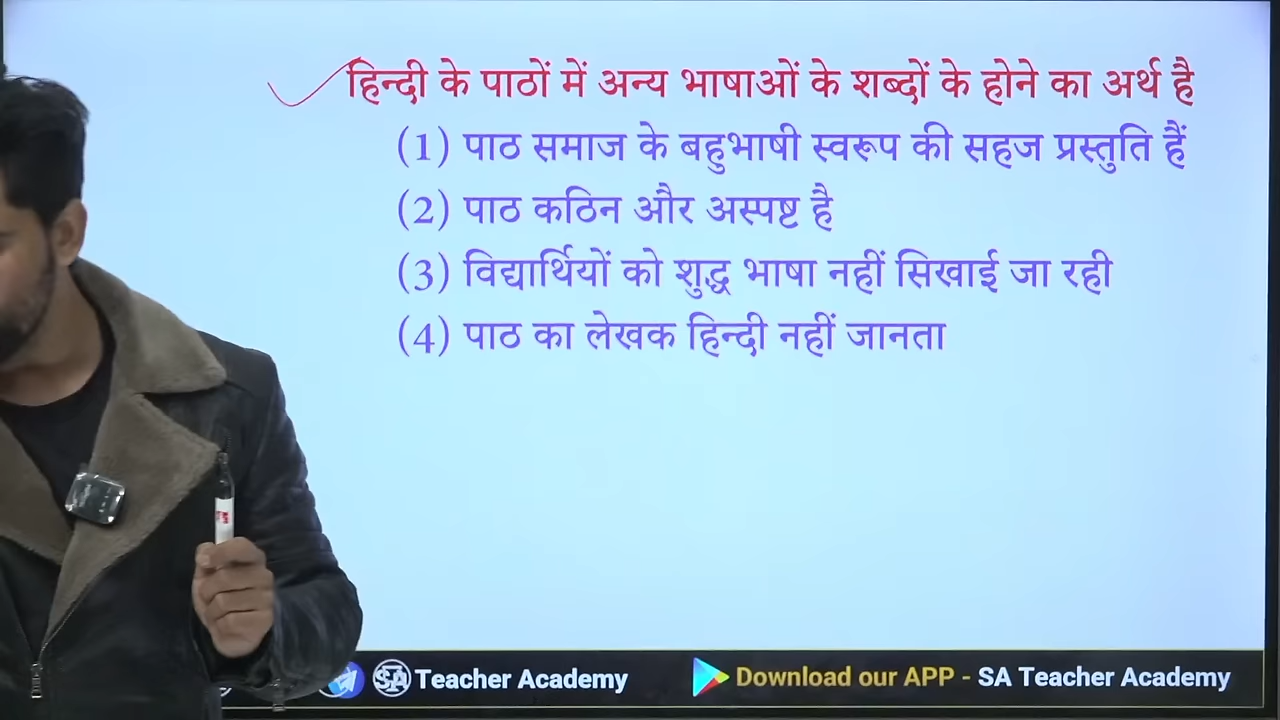 हिन्दी के पाठों में अन्य भाषाओं के शब्दों के होने का अर्थ है
(1) पाठ समाज के बहुभाषी स्वरूप की सहज प्रस्तुति हैं
(2) पाठ कठिन और अस्पष्ट है
(3) विद्यार्थियों को शुद्ध भाषा नहीं सिखाई जा रही
(4) पाठ का लेखक हिन्दी नहीं जानता
SA Teacher Academy Download our APP - SA Teacher Academy